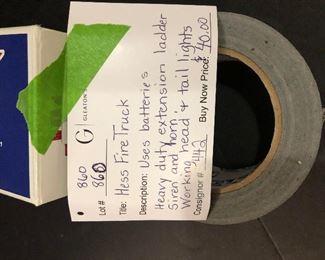 G | GLEATON'S
860
Lot# 860
Title: Hess Fire Truck
Description: Uses batteries
Heavy duty extension ladder
Siren and horn
Working head & tail lights
Consignor # 442 Buy Now Price: $40.00